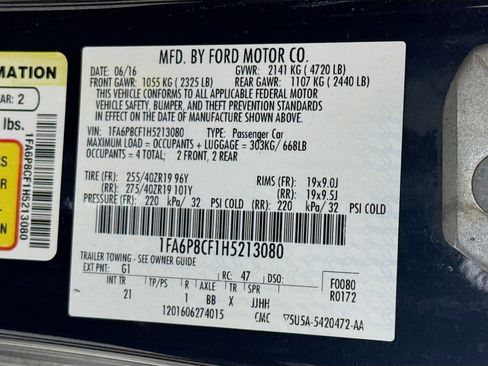 MFD. BY FORD MOTOR CO.
DATE: 06/16 GVWR: 2141 KG (4720 LB)
FRONT GAWR: 1055 KG (2325 LB) REAR GAWR: 1107 KG (2440 LB)
THIS VEHICLE CONFORMS TO ALL APPLICABLE FEDERAL MOTOR
VEHICLE SAFETY, BUMPER, AND THEFT PREVENTION STANDARDS
IN EFFECT ON THE DATE OF MANUFACTURE SHOWN ABOVE.
VIN: 1FA6P8CF1H5213080 TYPE: Passenger Car
MAXIMUM LOAD = OCCUPANTS + LUGGAGE = 303KG/ 668LB
OCCUPANTS = 4 TOTAL; 2 FRONT, 2 REAR
TIRE (FR): 255/40ZR19 96Y RIMS (FR): 19x9.0J
(RR): 275/40ZR19 101Y (RR): 19x9.5J
PRESSURE (FR): 220 kPa/ 32 PSI COLD (RR): 220 kPa/ 32 PSI COLD
1FA6P8CF1H5213080
TRAILER TOWING - SEE OWNER GUIDE
EXT PNT: G1 RC: 47 DSO: F0080
INT TR TP/PS R AXLE TR SPR R0172
21 1 BB X JJHH
1201606274015 CMC ▽5U5A-5420472-AA
MATION
AR: 2
lbs.
1FA6P8CF1H5213080
RS